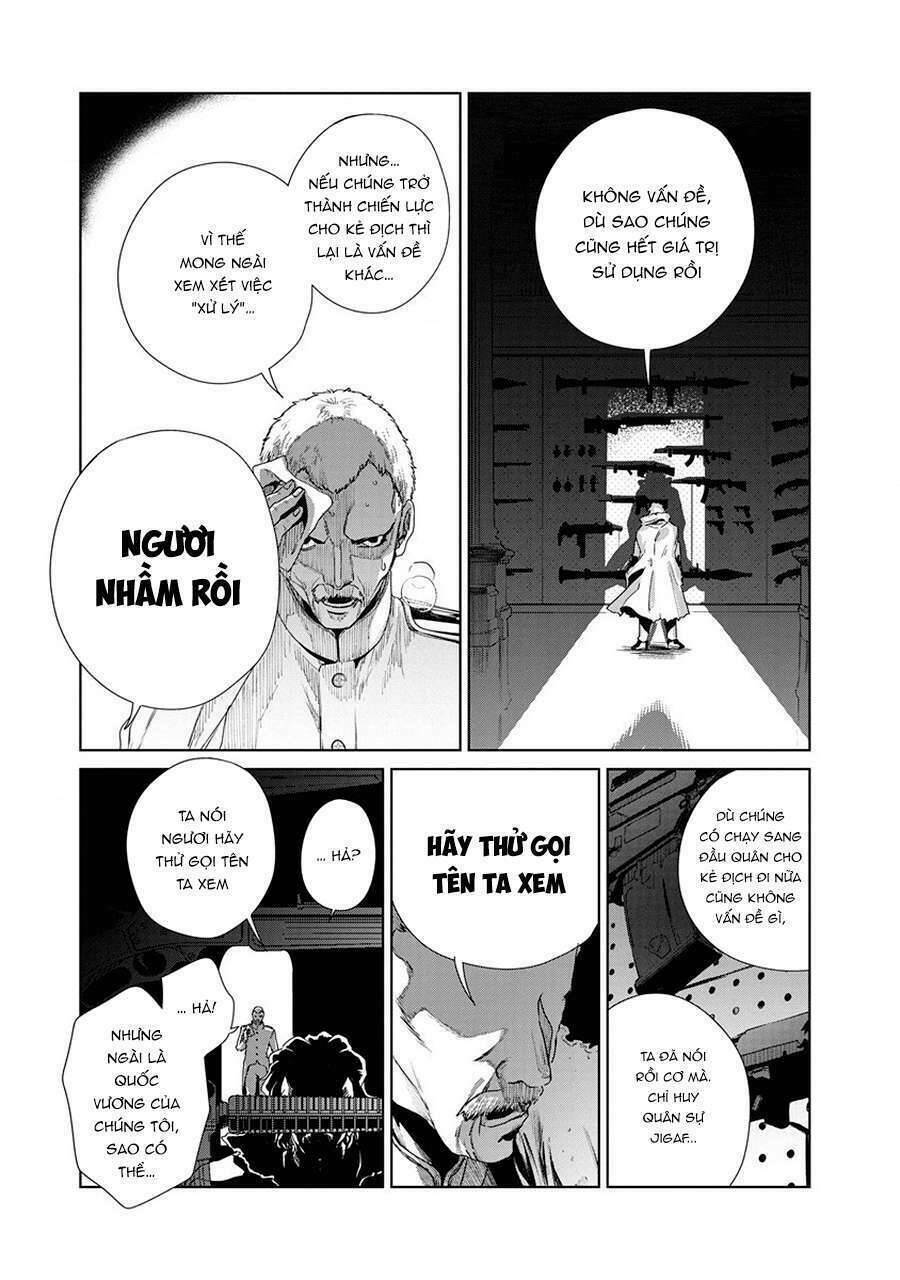 KHÔNG VẤN ĐỀ,
DÙ SAO CHÚNG
CŨNG HẾT GIÁ TRỊ
SỬ DỤNG RỒI
NHƯNG...
NẾU CHÚNG TRỞ
THÀNH CHIẾN LỰC
CHO KẺ ĐỊCH THÌ
LẠI LÀ VẤN ĐỀ
KHÁC...
VÌ THẾ
MONG NGÀI
XEM XÉT VIỆC
"XỬ LÝ"...
NGƯƠI
NHẦM RỒI
DÙ CHÚNG
CÓ CHẠY SANG
ĐẦU QUÂN CHO
KẺ ĐỊCH ĐI NỮA
CŨNG KHÔNG
VẤN ĐỀ GÌ,
TA ĐÃ NÓI
RỒI CƠ MÀ.
CHỈ HUY
QUÂN SỰ
JIGAF...
HÃY THỬ GỌI
TÊN TA XEM
... HẢ?
TA NÓI
NGƯƠI HÃY
THỬ GỌI TÊN
TA XEM
... HẢ!
NHƯNG
NGÀI LÀ
QUỐC
VƯƠNG CỦA
CHÚNG TÔI,
SAO CÓ
THỂ...